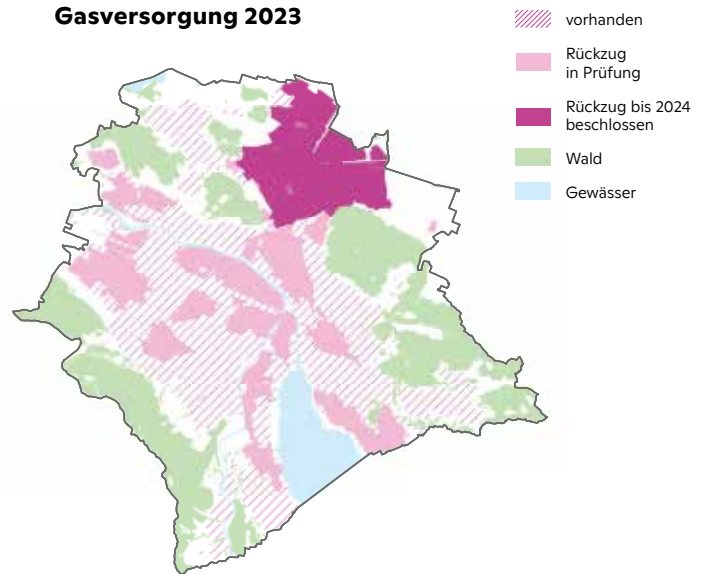 Gasversorgung 2023
vorhanden
Rückzug
in Prüfung
Rückzug bis 2024
beschlossen
Wald
Gewässer